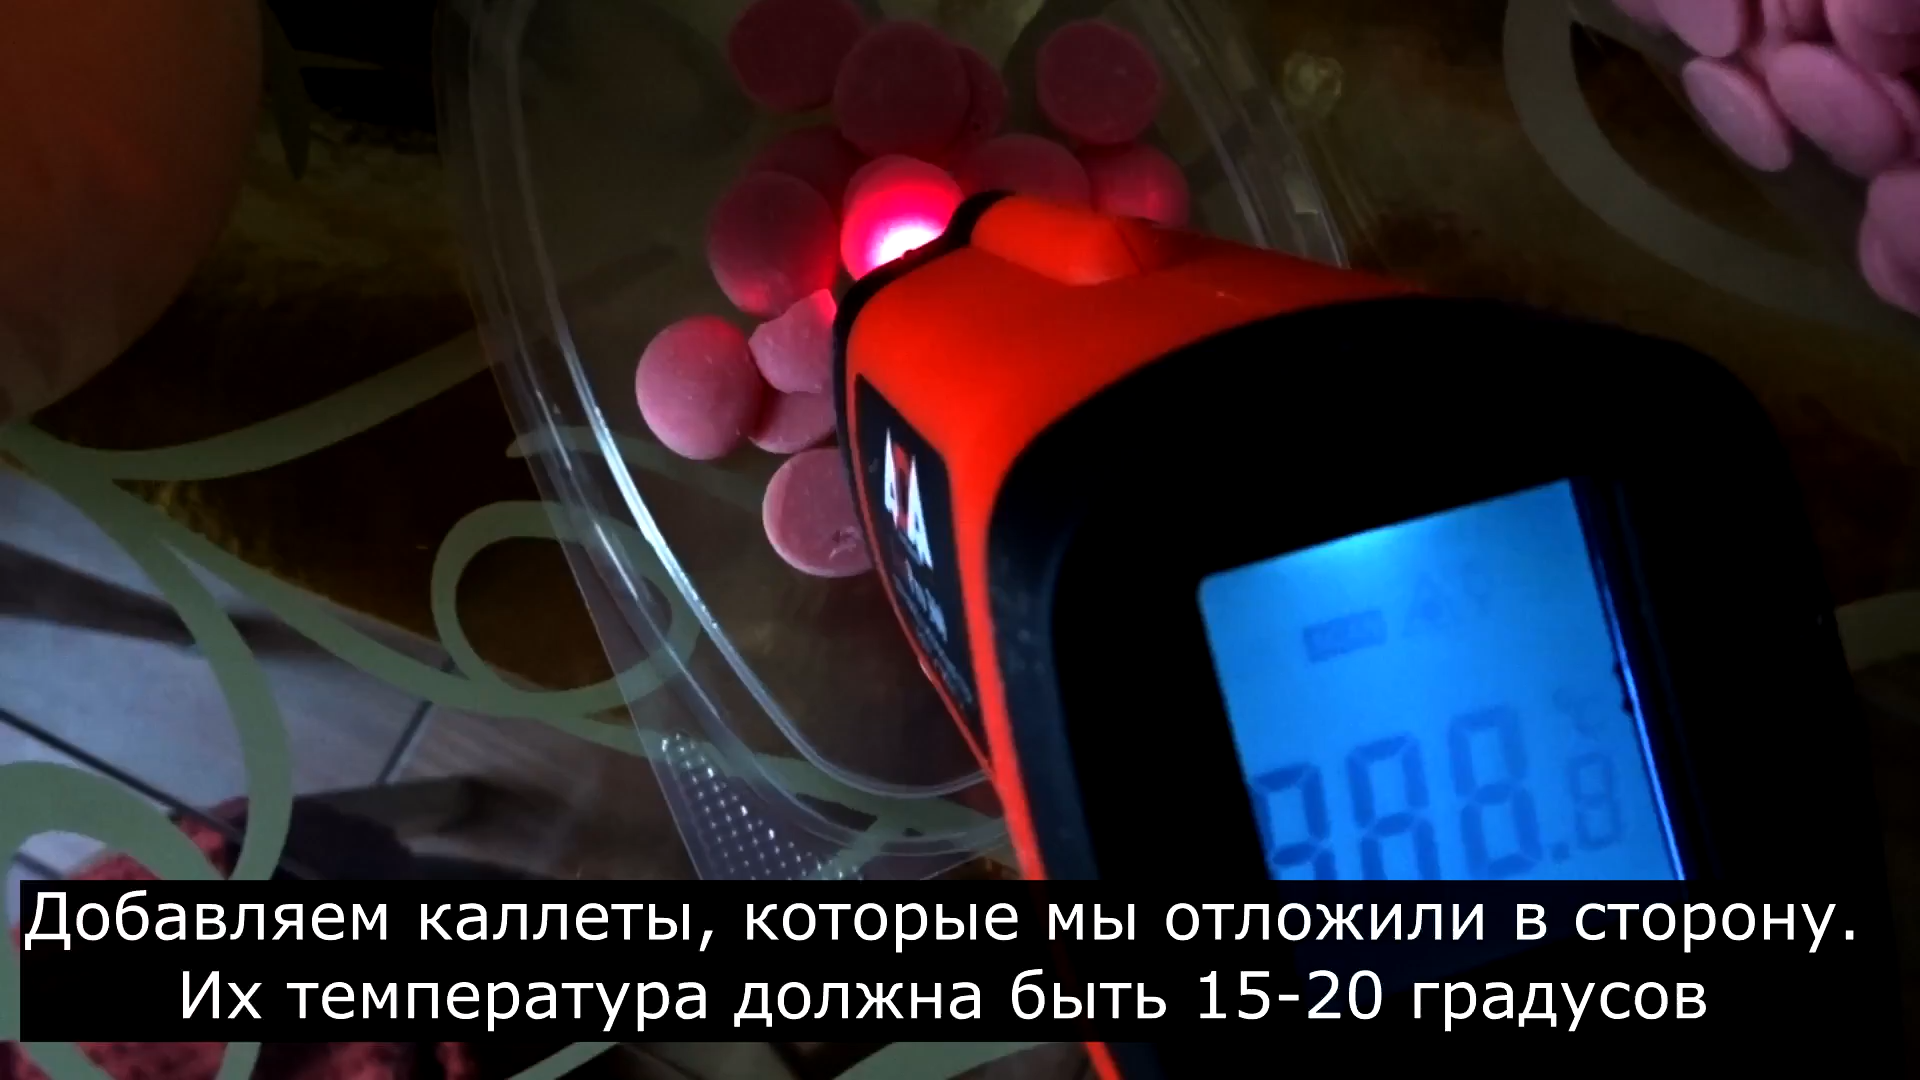 Добавляем каллеты, которые мы отложили в сторону.
Их температура должна быть 15-20 градусов